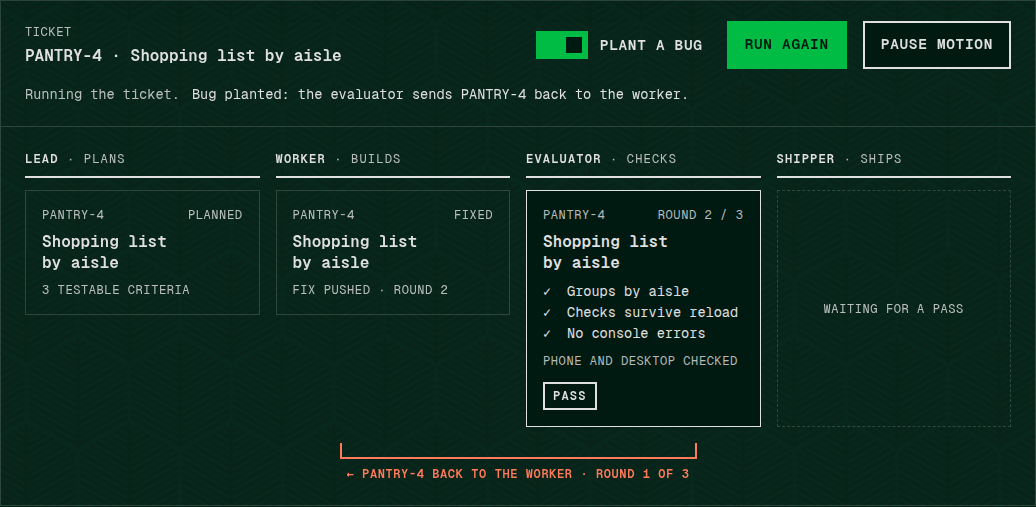 TICKET
PANTRY-4 · Shopping list by aisle
PLANT A BUG
RUN AGAIN
PAUSE MOTION
Running the ticket. Bug planted: the evaluator sends PANTRY-4 back to the worker.
LEAD · PLANS
PANTRY-4 PLANNED
Shopping list
by aisle
3 TESTABLE CRITERIA
WORKER · BUILDS
PANTRY-4 FIXED
Shopping list
by aisle
FIX PUSHED · ROUND 2
EVALUATOR · CHECKS
PANTRY-4 ROUND 2 / 3
Shopping list
by aisle
✓ Groups by aisle
✓ Checks survive reload
✓ No console errors
PHONE AND DESKTOP CHECKED
PASS
SHIPPER · SHIPS
WAITING FOR A PASS
← PANTRY-4 BACK TO THE WORKER · ROUND 1 OF 3